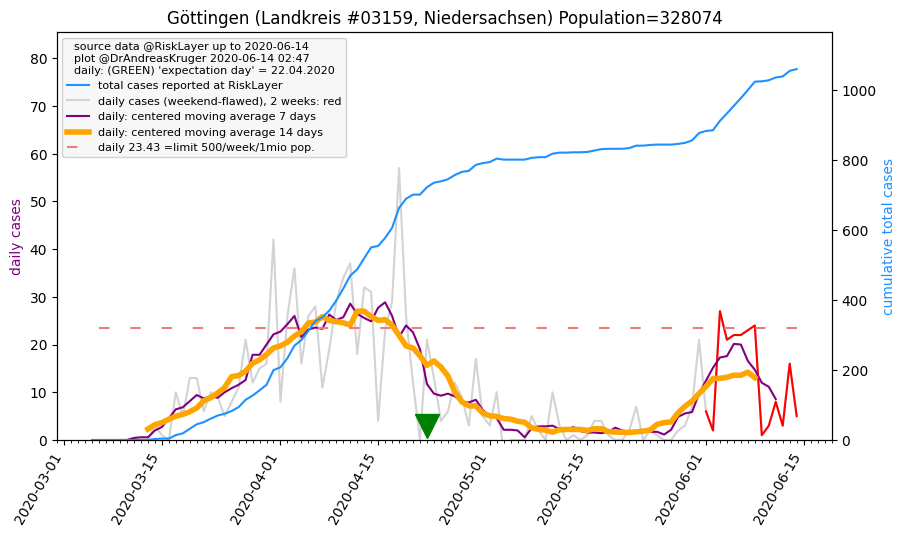 Göttingen (Landkreis #03159, Niedersachsen) Population=328074
source data @RiskLayer up to 2020-06-14
plot @DrAndreasKruger 2020-06-14 02:47
daily: (GREEN) 'expectation day' = 22.04.2020
total cases reported at RiskLayer
daily cases (weekend-flawed), 2 weeks: red
daily: centered moving average 7 days
daily: centered moving average 14 days
daily 23.43 =limit 500/week/1mio pop.
daily cases
80
70
60
50
40
30
20
10
0
cumulative total cases
1000
800
600
400
200
0
2020-03-01
2020-03-15
2020-04-01
2020-04-15
2020-05-01
2020-05-15
2020-06-01
2020-06-15